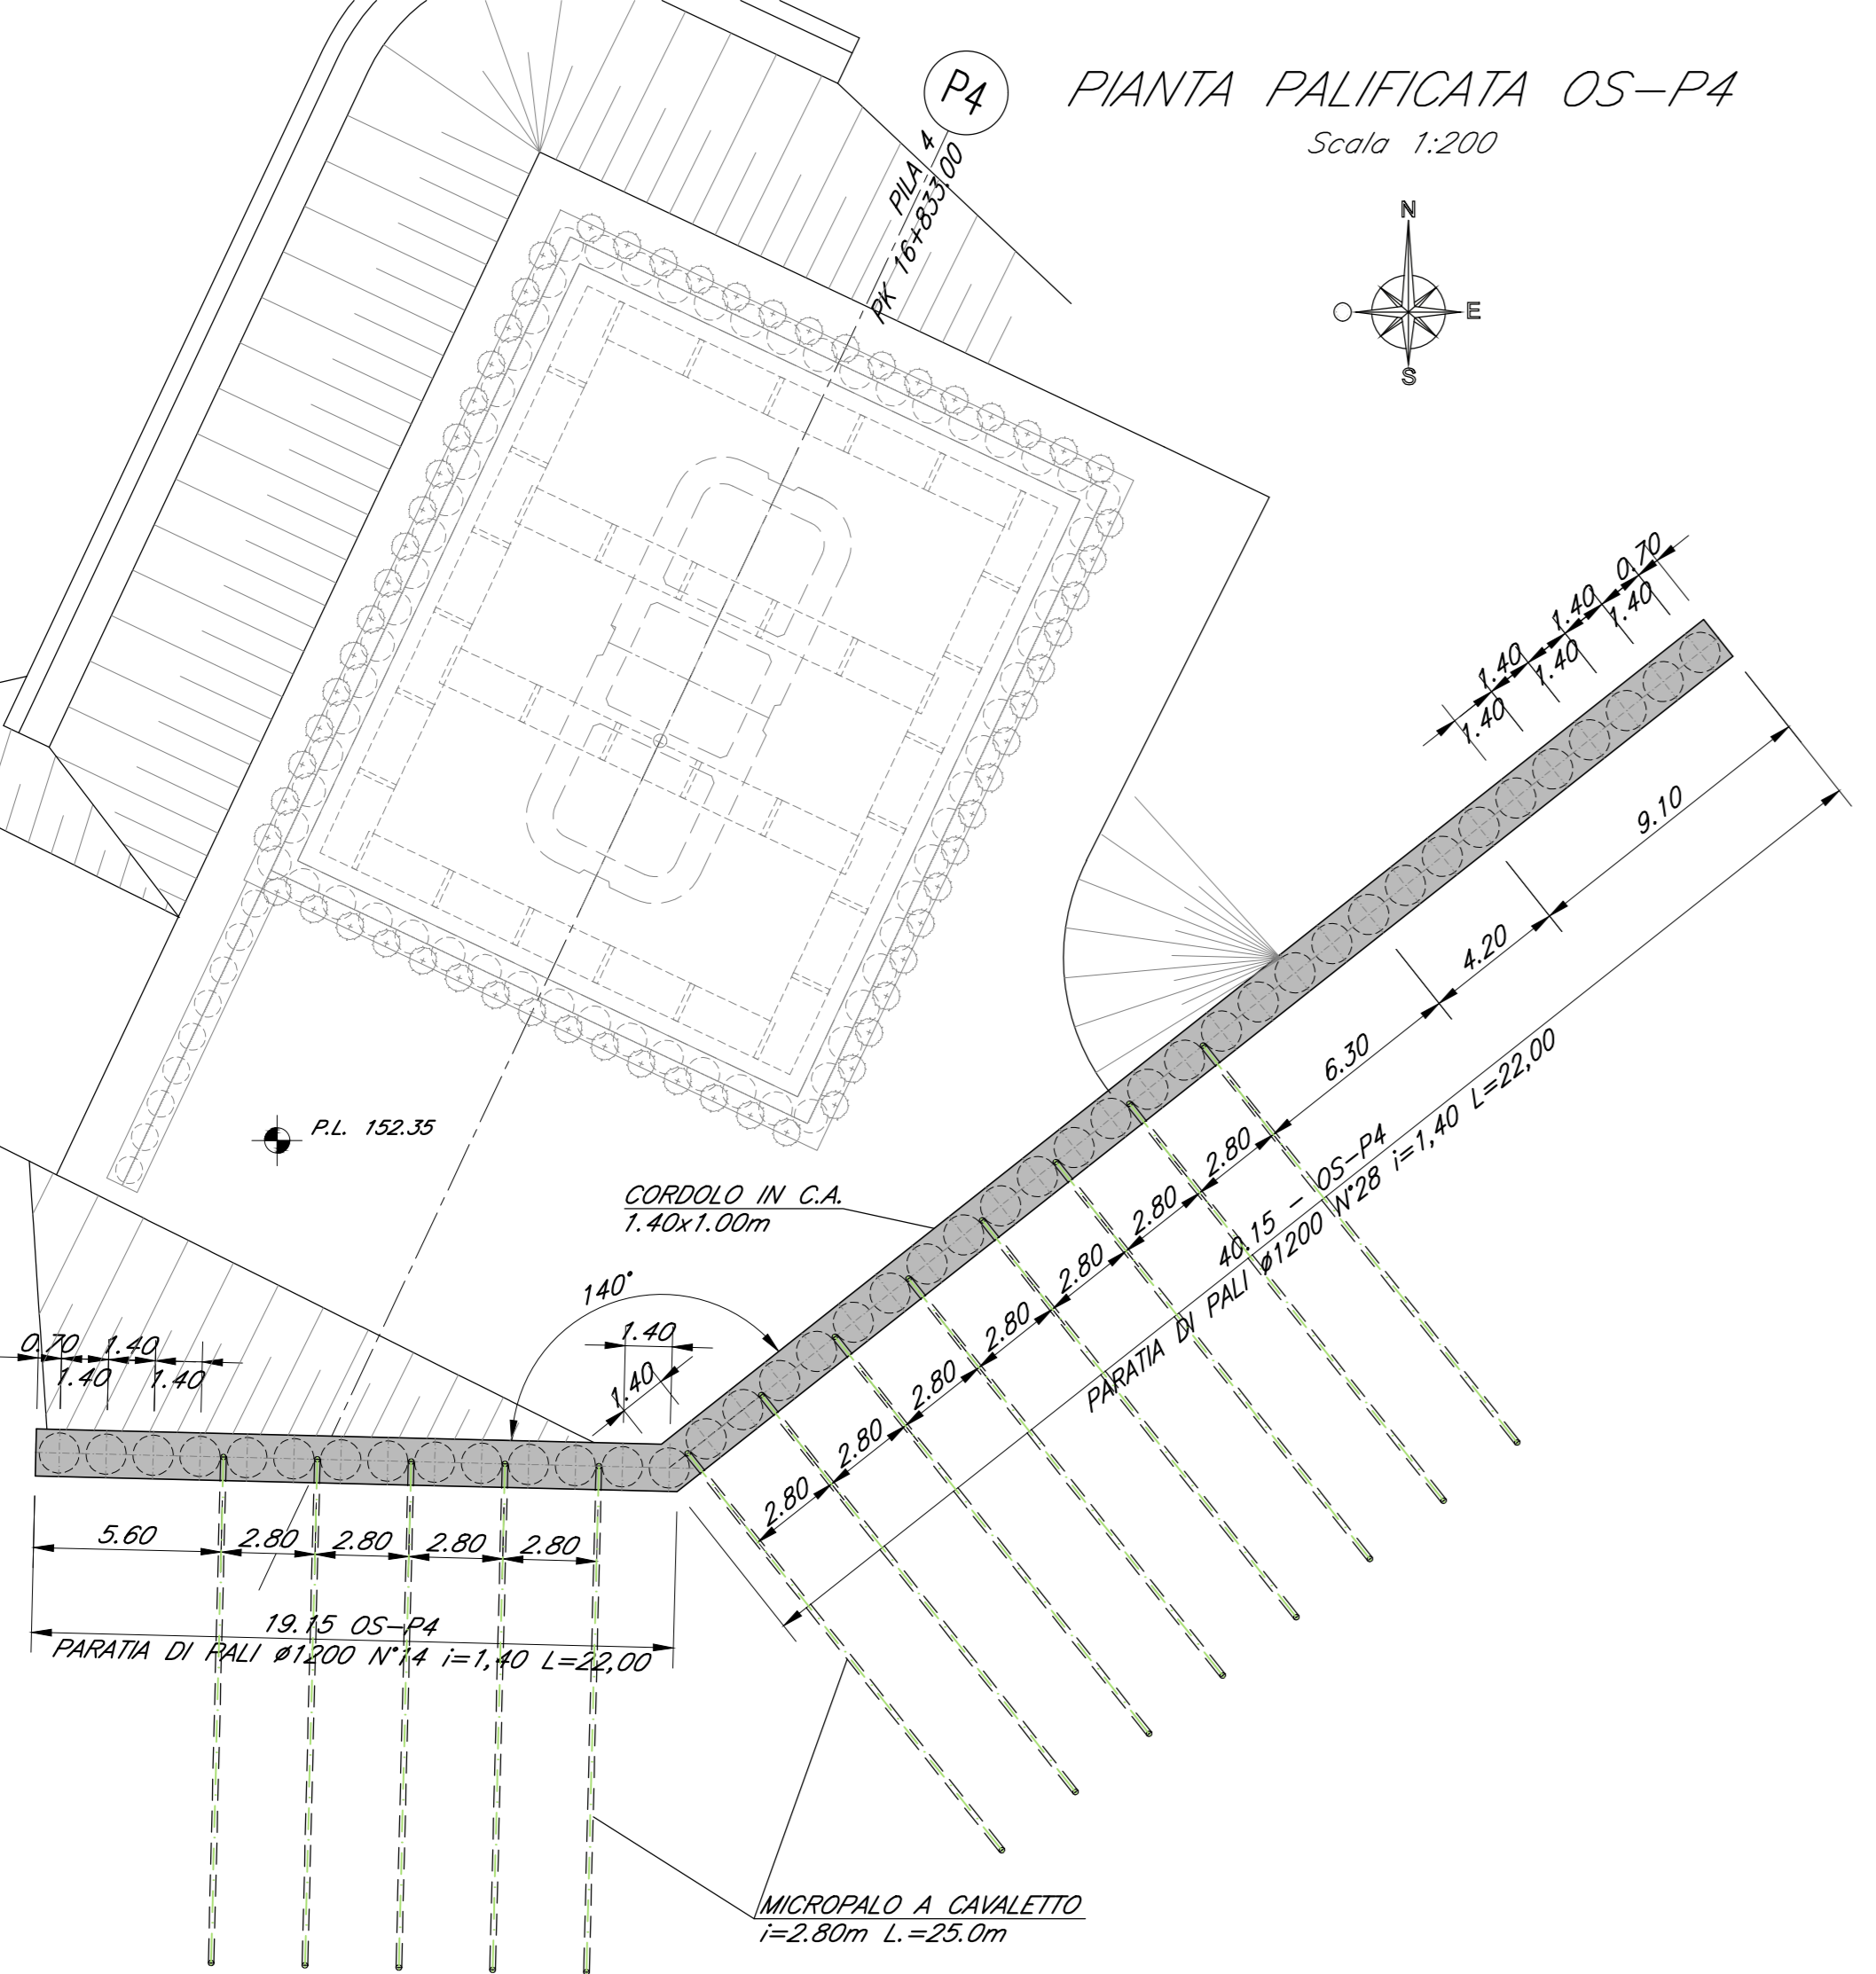 PIANTA PALIFICATA OS-P4
Scala 1:200
P4
PILA 4
PK 16+833.00
N
E
S
O
0.70
1.40
1.40
1.40
1.40
1.40
1.40
9.10
4.20
6.30
2.80
2.80
2.80
2.80
2.80
2.80
2.80
40.15 - OS-P4
PARATIA DI PALI ø1200 N°28 i=1,40 L=22,00
P.L. 152.35
CORDOLO IN C.A.
1.40x1.00m
140°
1.40
1.40
0.70
1.40
1.40
1.40
5.60
2.80
2.80
2.80
2.80
19.15 OS-P4
PARATIA DI PALI ø1200 N°14 i=1,40 L=22,00
MICROPALO A CAVALETTO
i=2.80m L.=25.0m